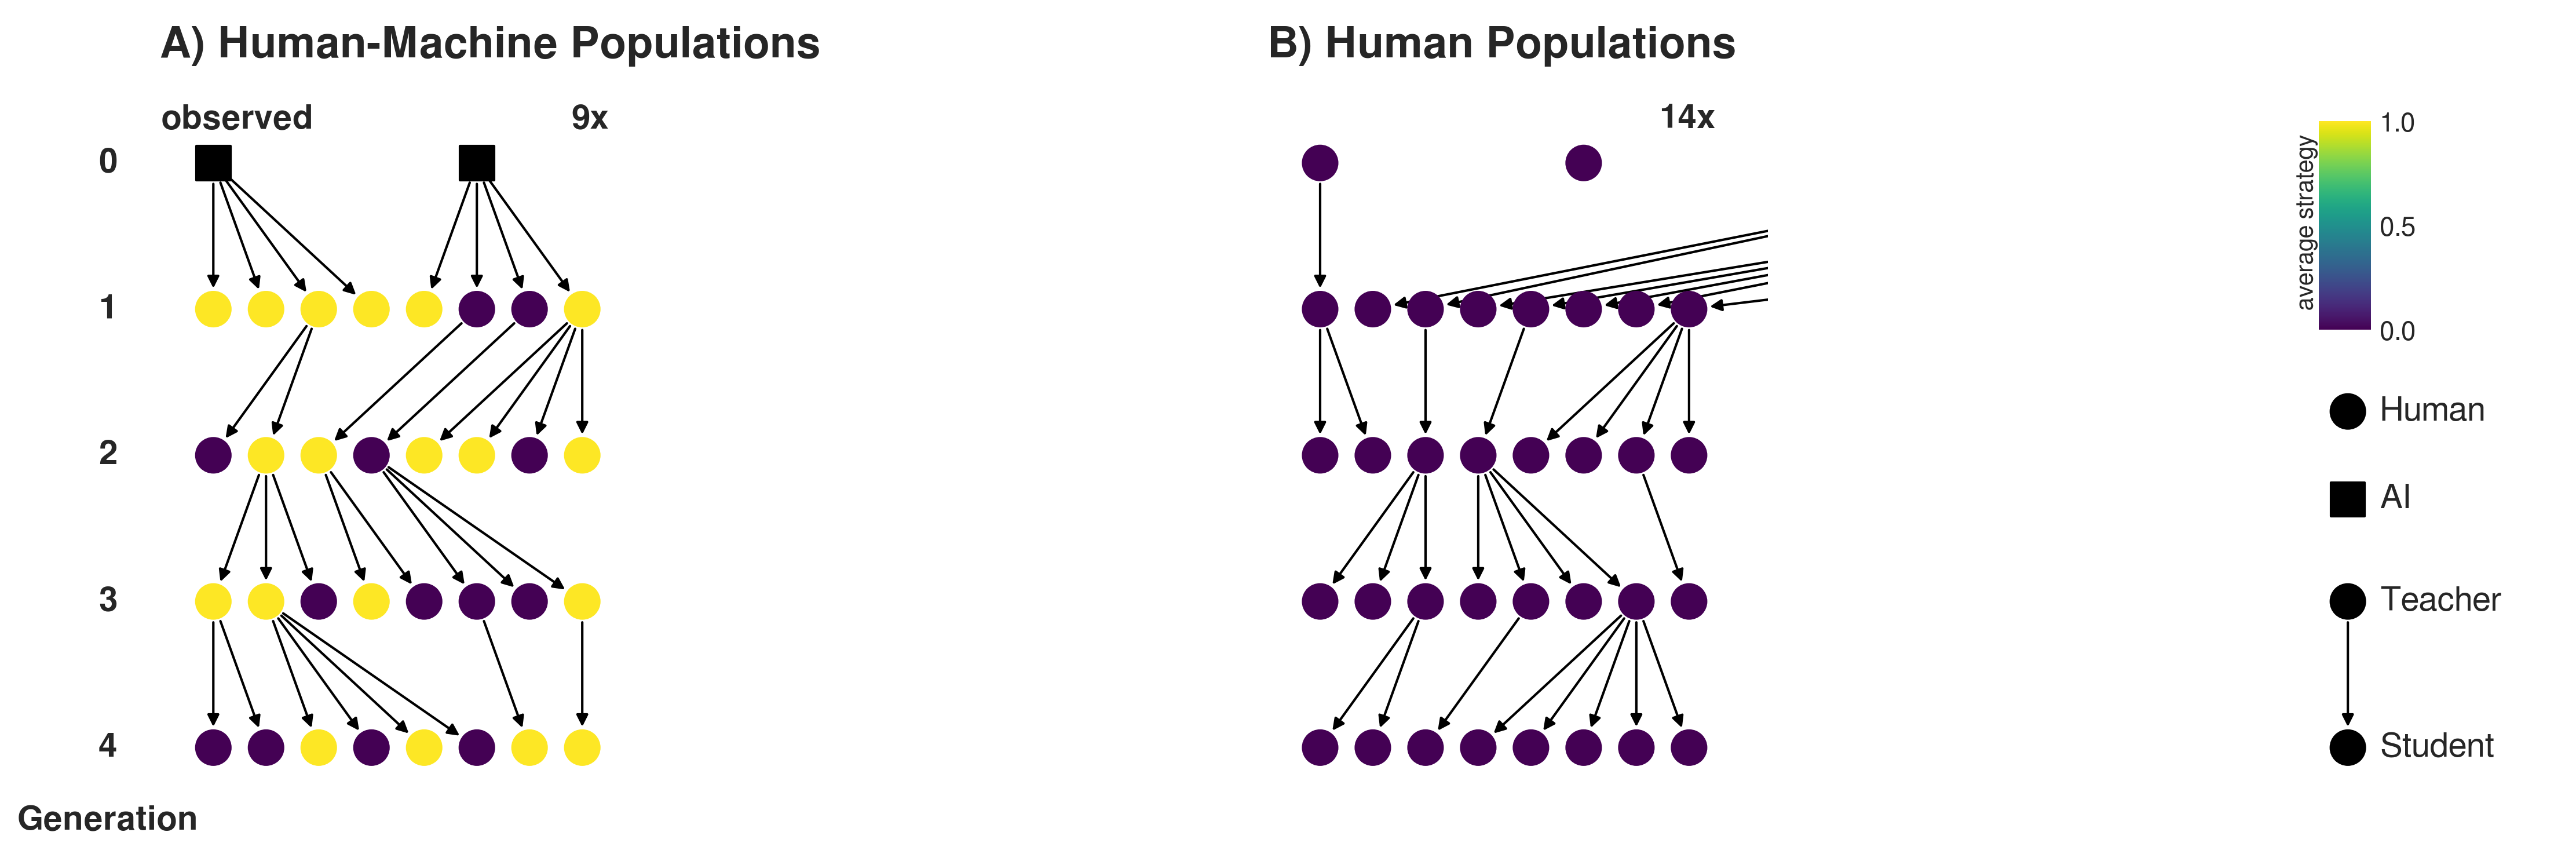 A) Human-Machine Populations
B) Human Populations
observed
9x
14x
0
1
2
3
4
Generation
average strategy
1.0
0.5
0.0
Human
AI
Teacher
Student